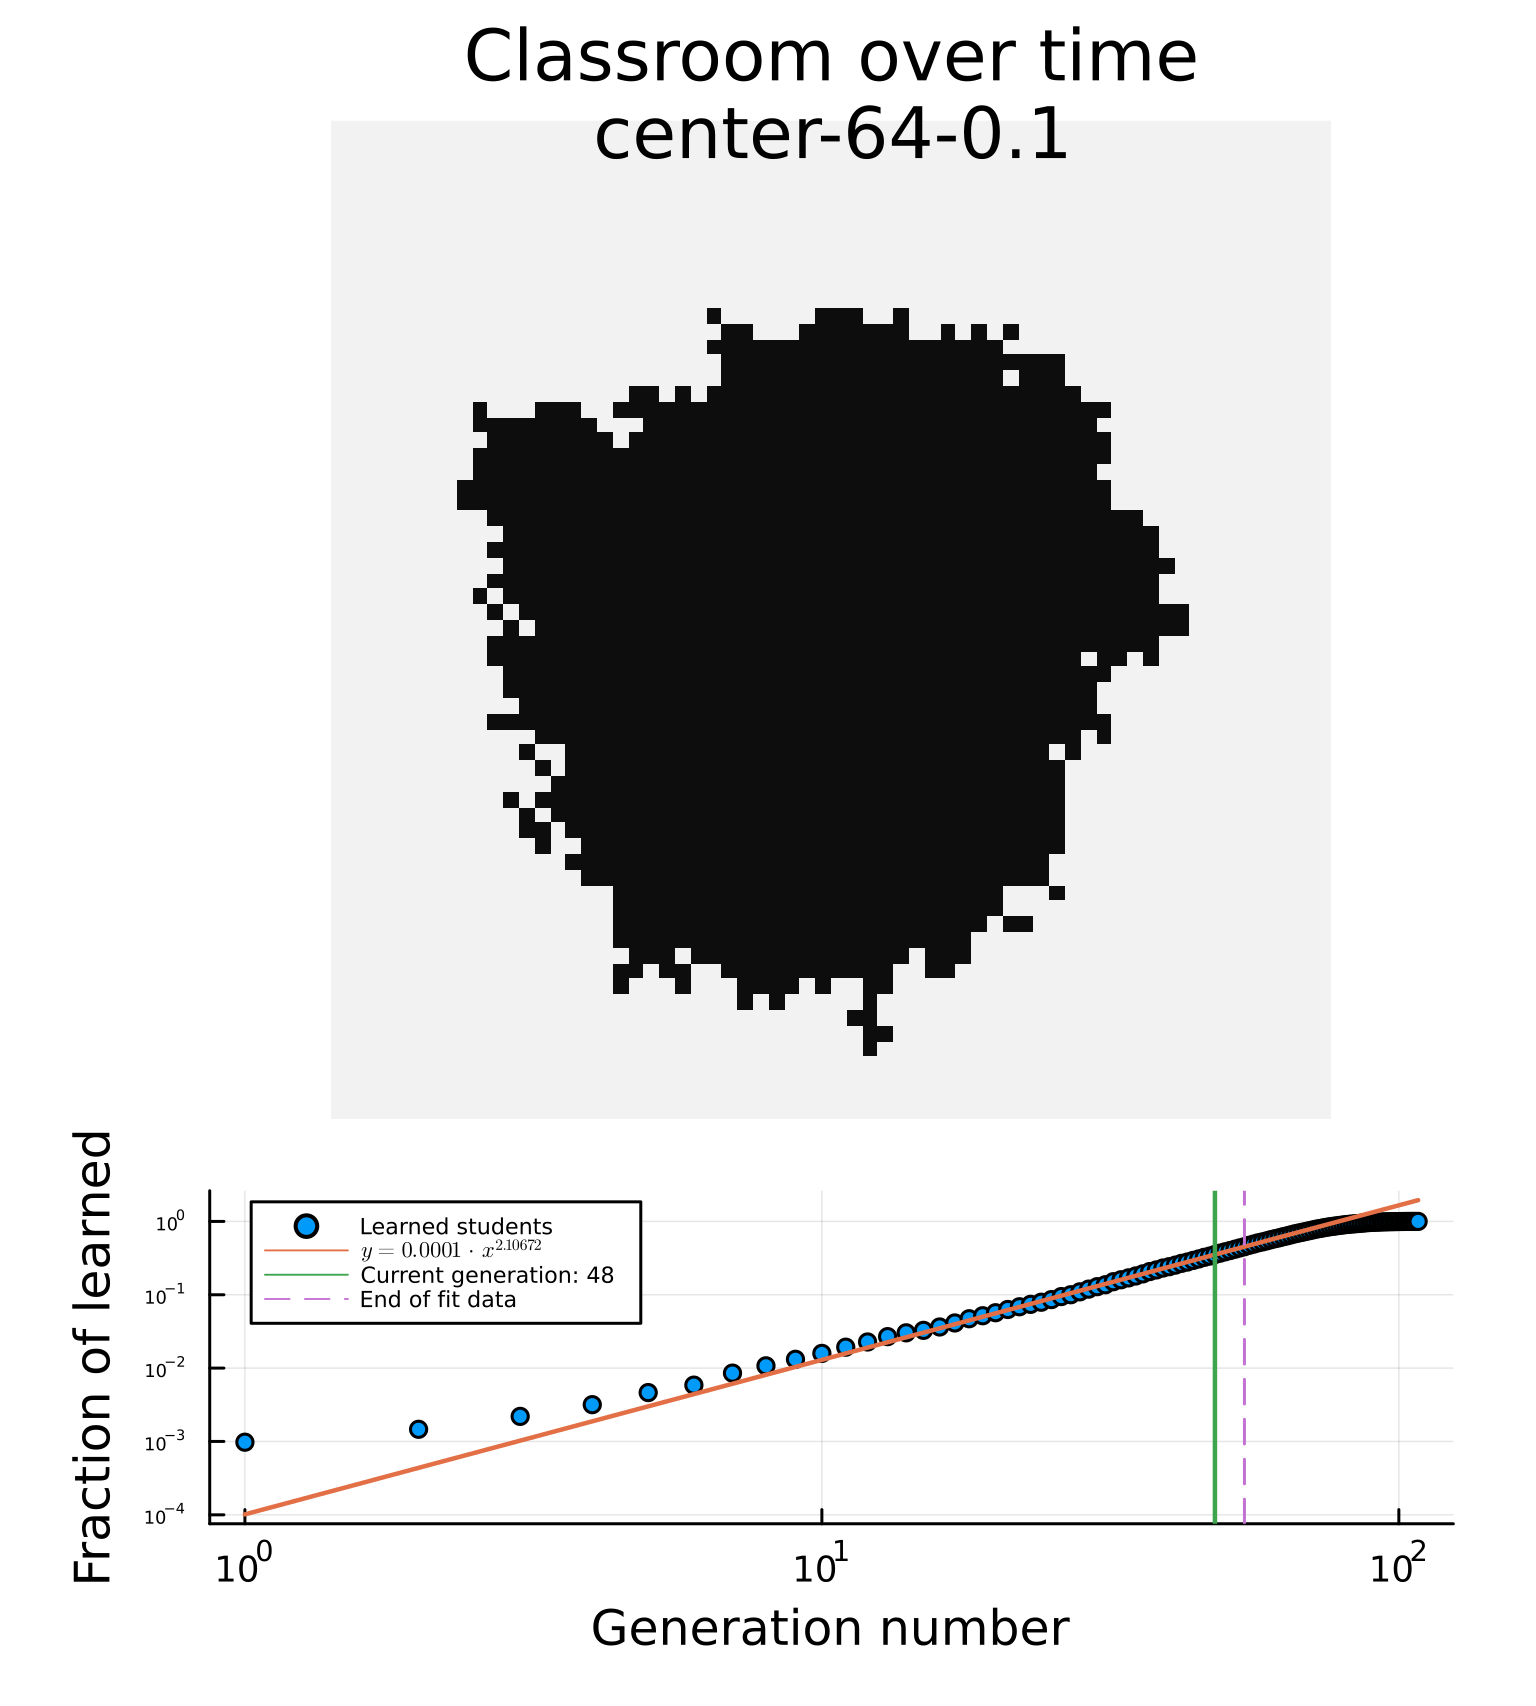 Classroom over time
center-64-0.1
Fraction of learned
10^0
10^-1
10^-2
10^-3
10^-4
Learned students
y = 0.0001 · x^2.10672
Current generation: 48
End of fit data
10^0 10^1 10^2
Generation number